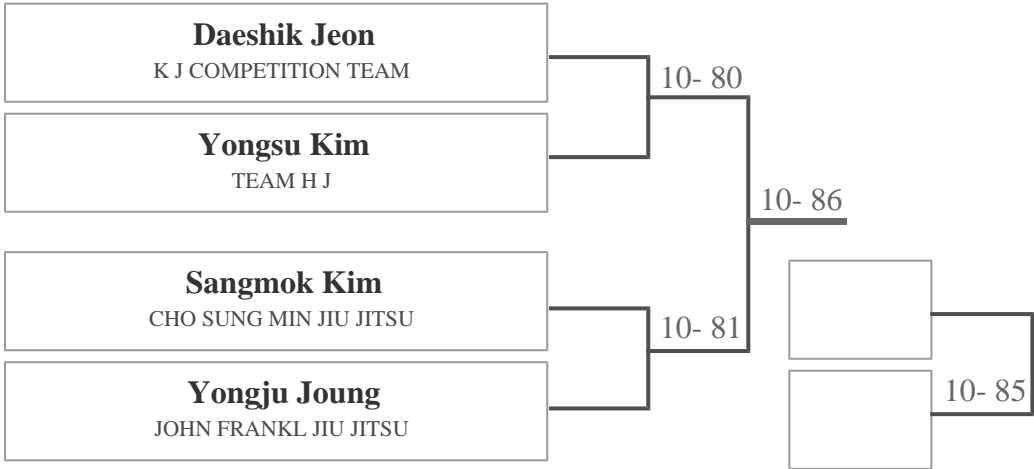 Daeshik Jeon
K J COMPETITION TEAM
10- 80
Yongsu Kim
TEAM H J
10- 86
Sangmok Kim
CHO SUNG MIN JIU JITSU
10- 81
Yongju Joung
JOHN FRANKL JIU JITSU
10- 85